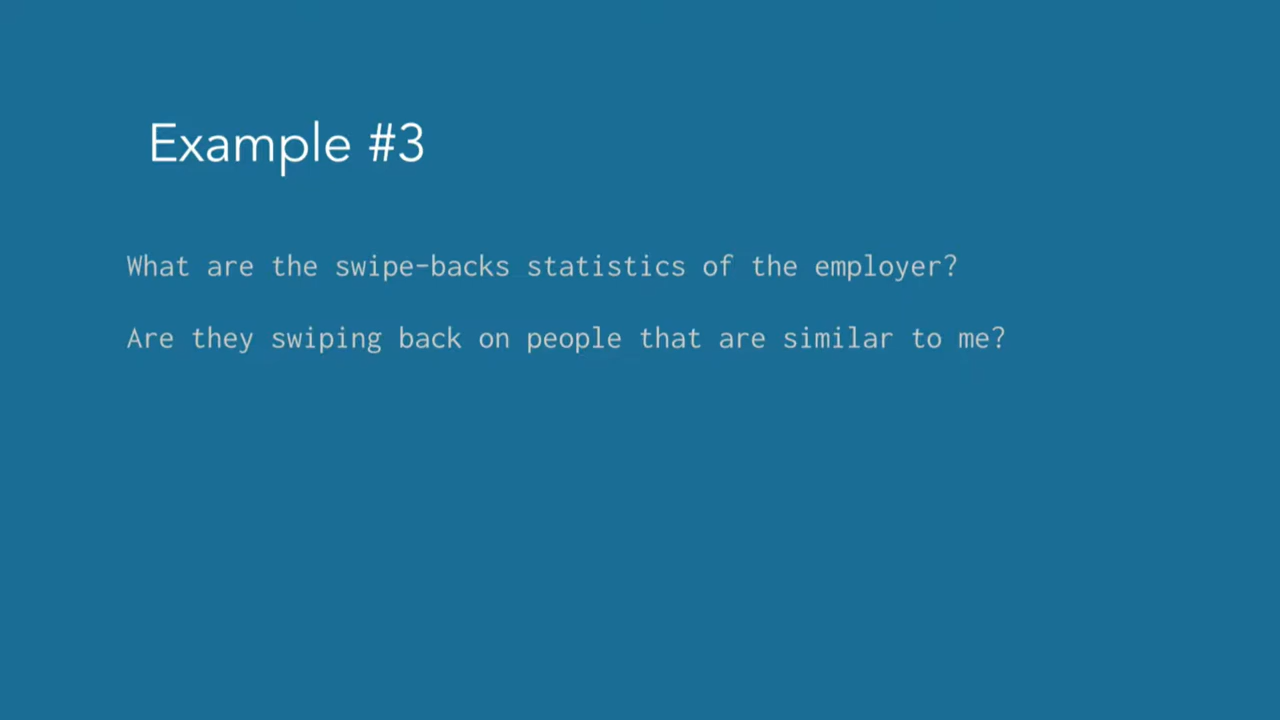 Example #3
What are the swipe-backs statistics of the employer?
Are they swiping back on people that are similar to me?